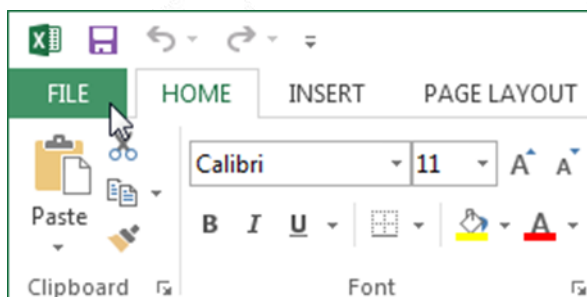 FILE HOME INSERT PAGE LAYOUT
Calibri 11 A A
Paste B I U A
Clipboard Font